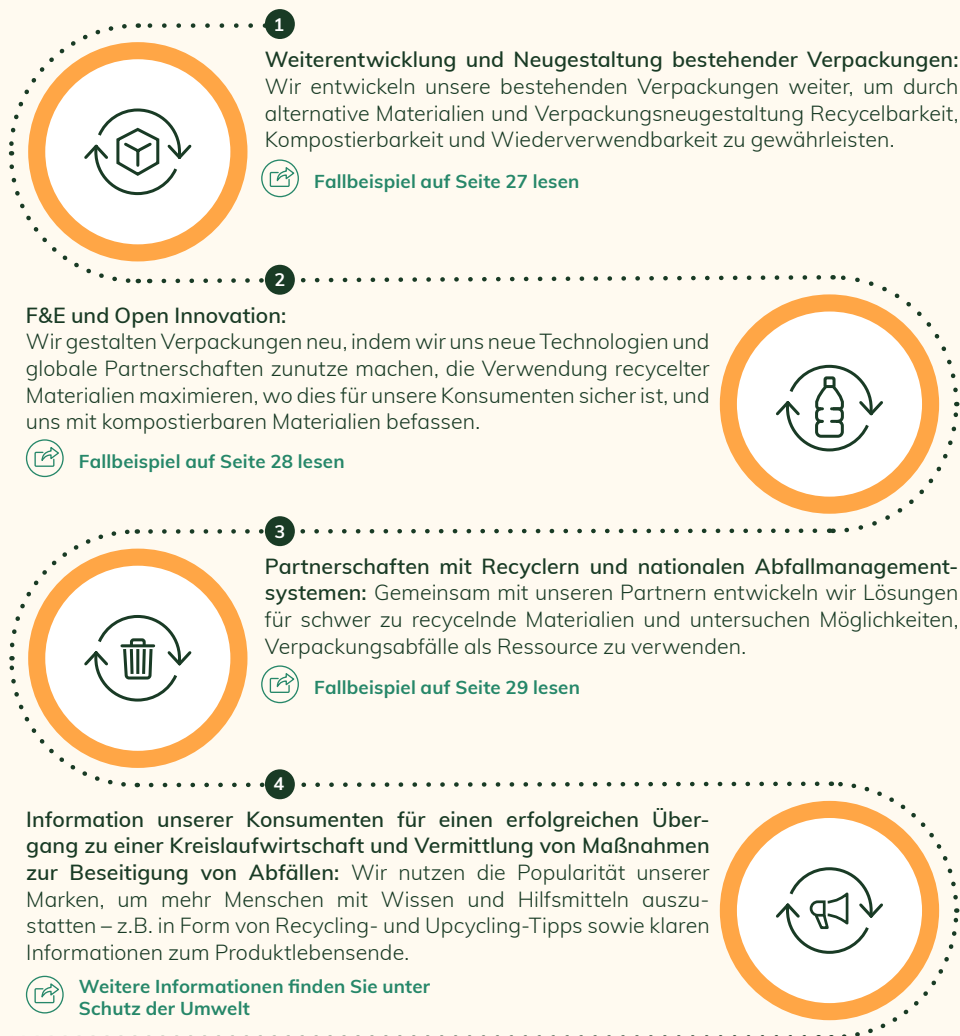 1
Weiterentwicklung und Neugestaltung bestehender Verpackungen:
Wir entwickeln unsere bestehenden Verpackungen weiter, um durch
alternative Materialien und Verpackungsneugestaltung Recycelbarkeit,
Kompostierbarkeit und Wiederverwendbarkeit zu gewährleisten.
Fallbeispiel auf Seite 27 lesen
2
F&E und Open Innovation:
Wir gestalten Verpackungen neu, indem wir uns neue Technologien und
globale Partnerschaften zunutze machen, die Verwendung recycelter
Materialien maximieren, wo dies für unsere Konsumenten sicher ist, und
uns mit kompostierbaren Materialien befassen.
Fallbeispiel auf Seite 28 lesen
3
Partnerschaften mit Recyclern und nationalen Abfallmanagement-
systemen: Gemeinsam mit unseren Partnern entwickeln wir Lösungen
für schwer zu recycelnde Materialien und untersuchen Möglichkeiten,
Verpackungsabfälle als Ressource zu verwenden.
Fallbeispiel auf Seite 29 lesen
4
Information unserer Konsumenten für einen erfolgreichen Über-
gang zu einer Kreislaufwirtschaft und Vermittlung von Maßnahmen
zur Beseitigung von Abfällen: Wir nutzen die Popularität unserer
Marken, um mehr Menschen mit Wissen und Hilfsmitteln auszu-
statten – z.B. in Form von Recycling- und Upcycling-Tipps sowie klaren
Informationen zum Produktlebensende.
Weitere Informationen finden Sie unter
Schutz der Umwelt